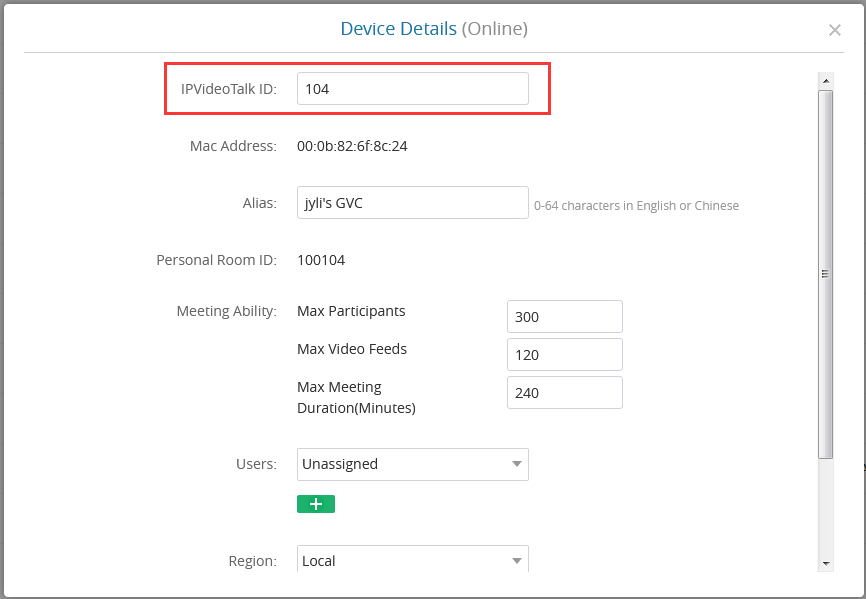 Device Details (Online)
IPVideoTalk ID: 104
Mac Address: 00:0b:82:6f:8c:24
Alias: jyli's GVC 0-64 characters in English or Chinese
Personal Room ID: 100104
Meeting Ability: Max Participants 300
Max Video Feeds 120
Max Meeting
Duration(Minutes) 240
Users: Unassigned
Region: Local